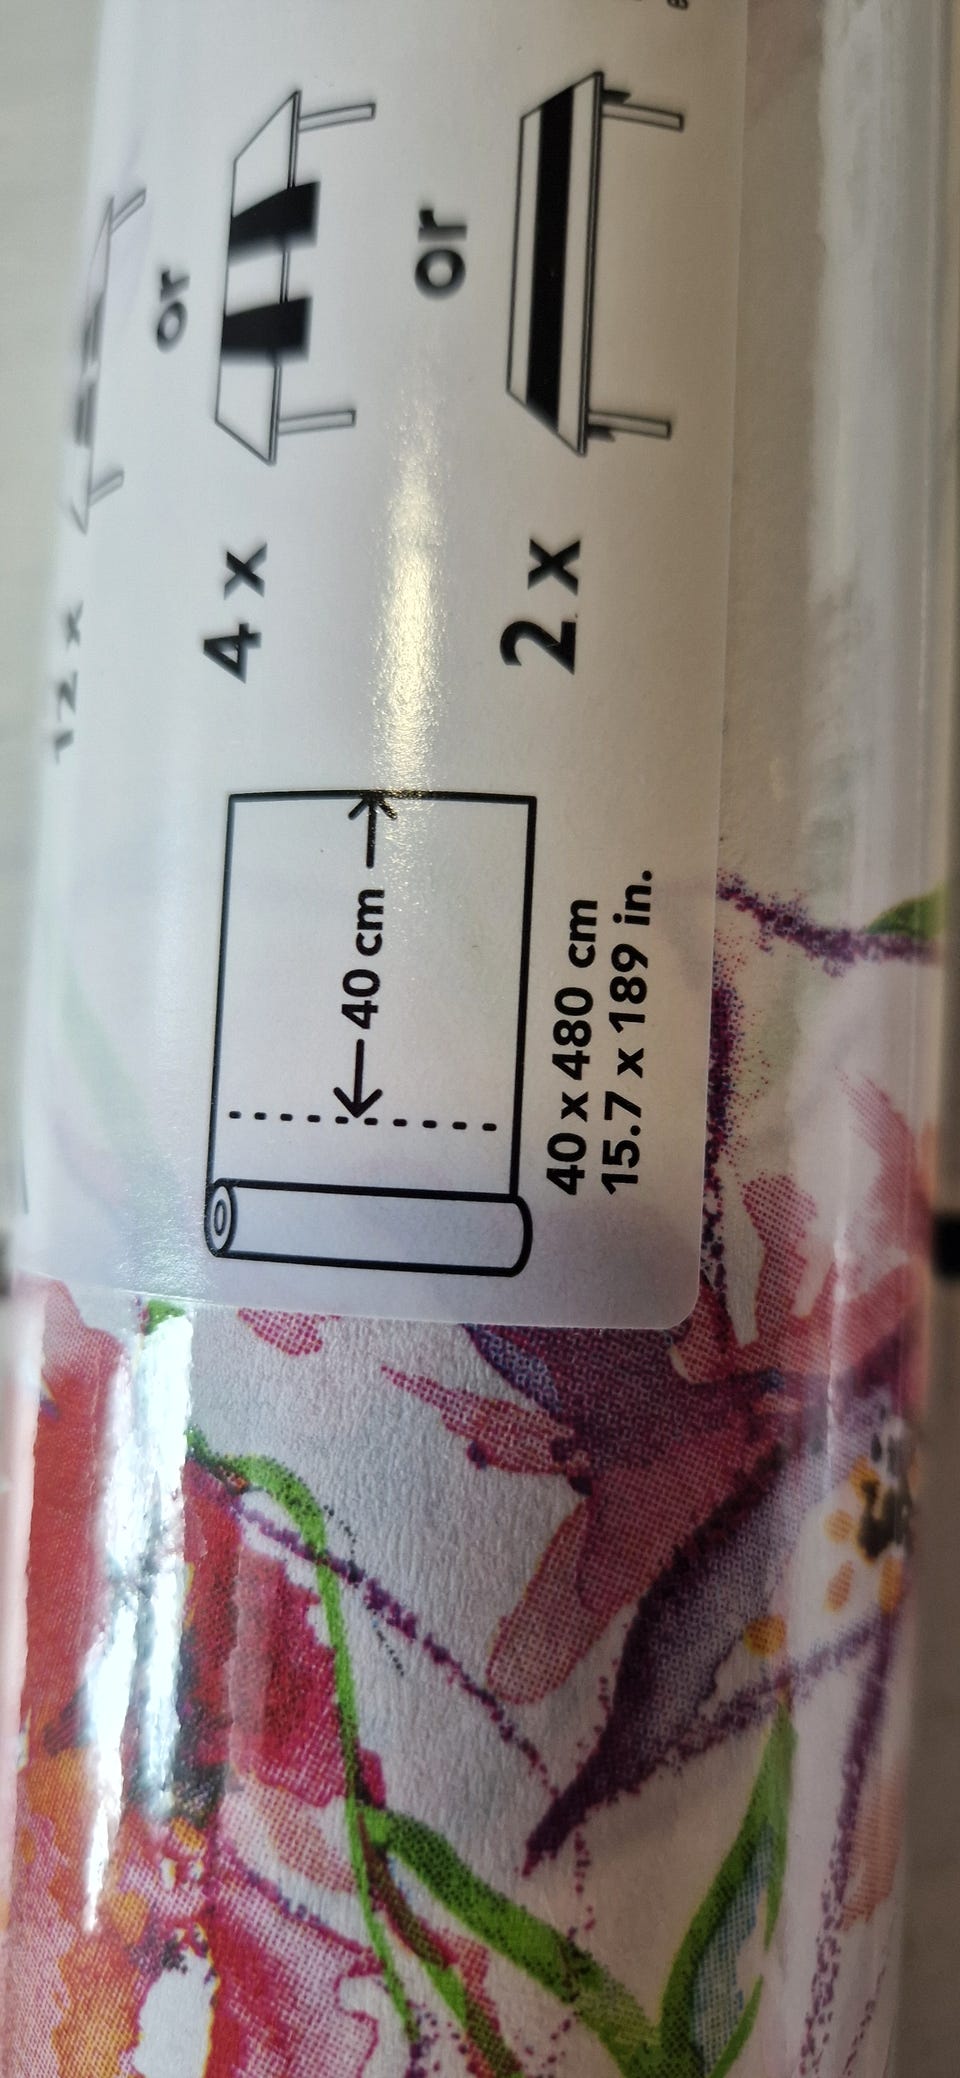 12 x
or
4 x
or
2 x
40 cm
40 x 480 cm
15.7 x 189 in.